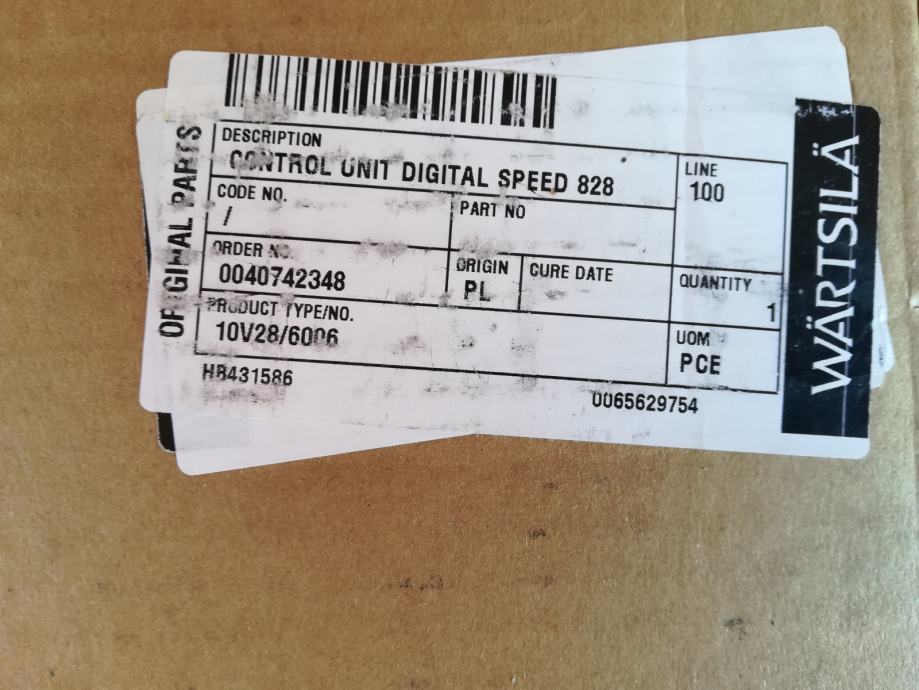 ORIGINAL PARTS
DESCRIPTION
CONTROL UNIT DIGITAL SPEED 828
LINE
100
CODE NO.
/
PART NO
ORDER NO.
0040742348
ORIGIN
PL
CURE DATE
QUANTITY
1
PRODUCT TYPE/NO.
10V28/6006
UOM
PCE
HB431586
0065629754
WÄRTSILÄ